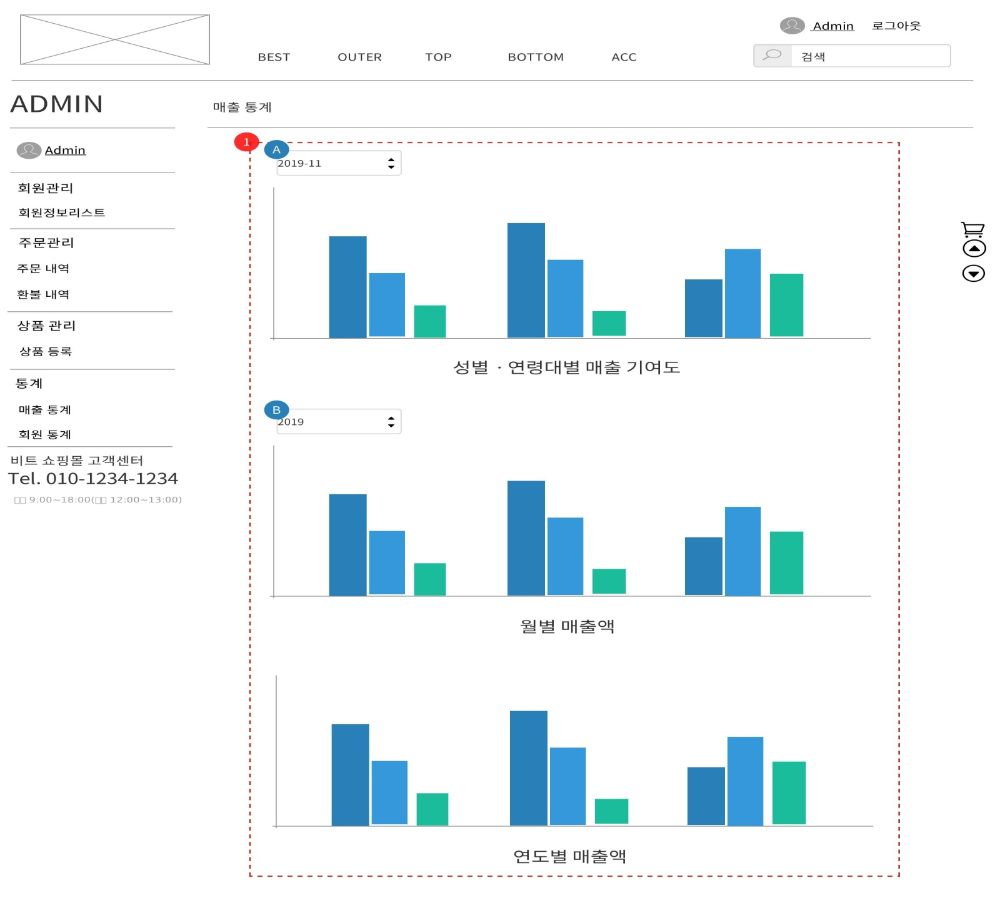 Admin 로그아웃
BEST OUTER TOP BOTTOM ACC
검색
ADMIN
Admin
회원관리
회원정보리스트
주문관리
주문 내역
환불 내역
상품 관리
상품 등록
통계
매출 통계
회원 통계
비트 쇼핑몰 고객센터
Tel. 010-1234-1234
9:00~18:00( 12:00~13:00)
매출 통계
1
A
2019-11
성별 · 연령대별 매출 기여도
B
2019
월별 매출액
연도별 매출액